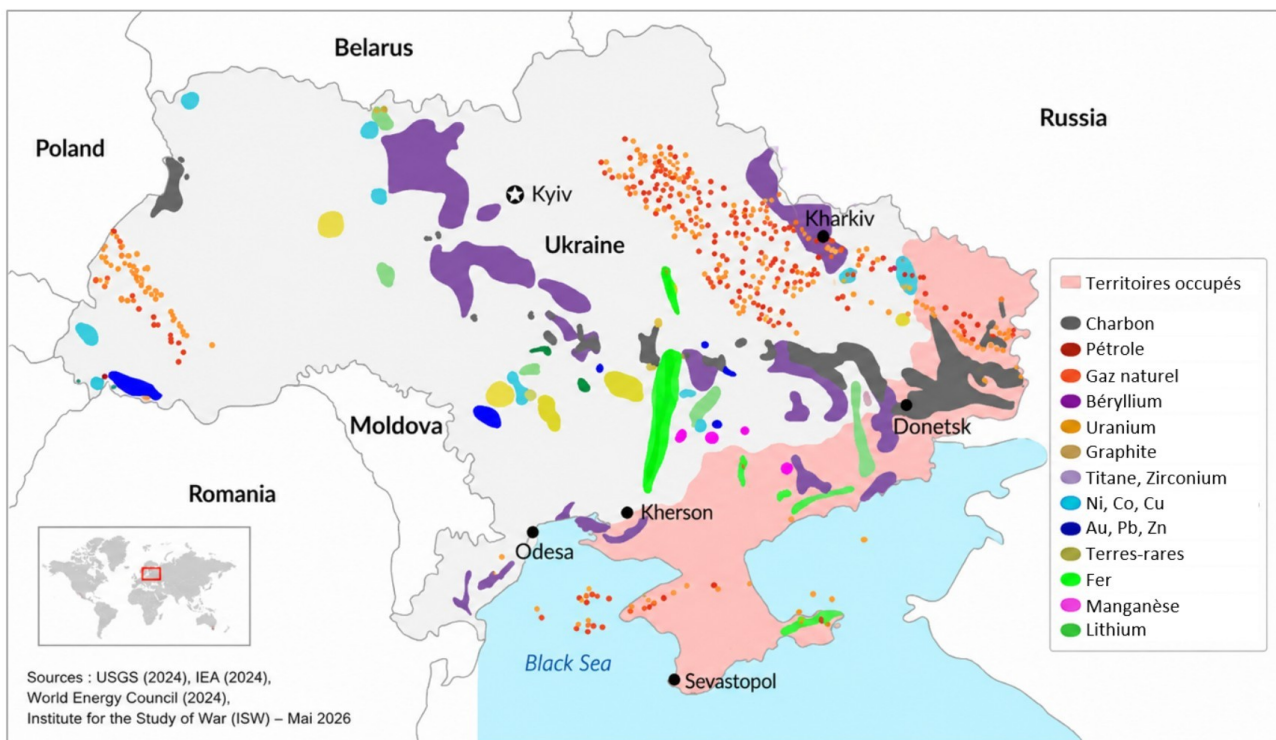 Belarus
Russia
Poland
Kyiv
Kharkiv
Ukraine
Territoires occupés
Charbon
Pétrole
Gaz naturel
Béryllium
Uranium
Graphite
Titane, Zirconium
Ni, Co, Cu
Au, Pb, Zn
Terres-rares
Fer
Manganèse
Lithium
Moldova
Donetsk
Romania
Kherson
Odesa
Black Sea
Sevastopol
Sources : USGS (2024), IEA (2024),
World Energy Council (2024),
Institute for the Study of War (ISW) – Mai 2026